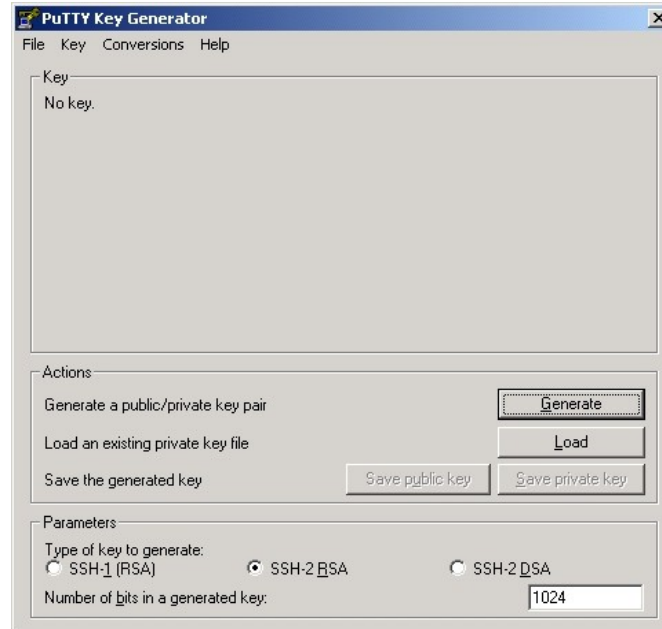 PuTTY Key Generator
File Key Conversions Help
Key
No key.
Actions
Generate a public/private key pair
Generate
Load an existing private key file
Load
Save the generated key
Save public key
Save private key
Parameters
Type of key to generate:
SSH-1 (RSA)
SSH-2 RSA
SSH-2 DSA
Number of bits in a generated key:
1024